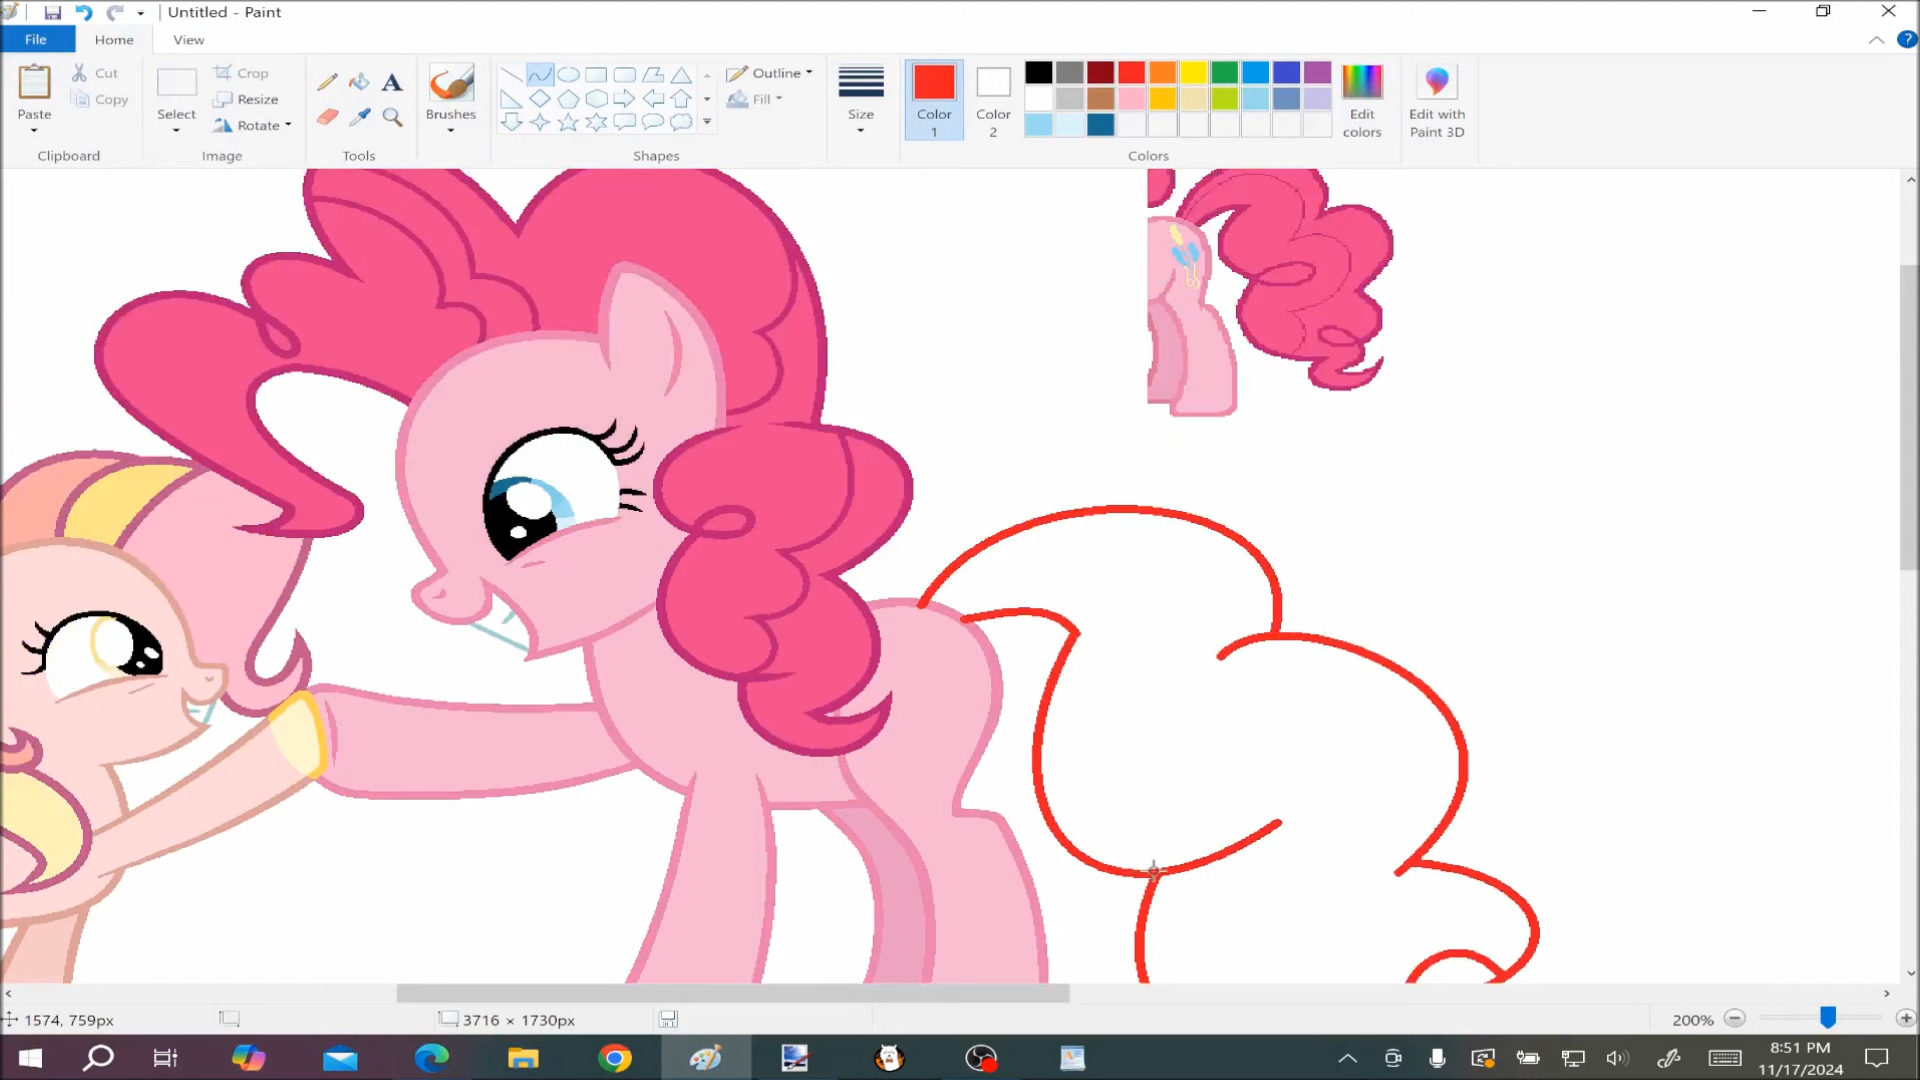 Untitled - Paint
File
Home
View
Paste
Cut
Copy
Clipboard
Select
Crop
Resize
Rotate
Image
Tools
Brushes
Shapes
Outline
Fill
Size
Color
1
Color
2
Edit
colors
Edit with
Paint 3D
Colors
1574, 759px
3716 × 1730px
200%
8:51 PM
11/17/2024